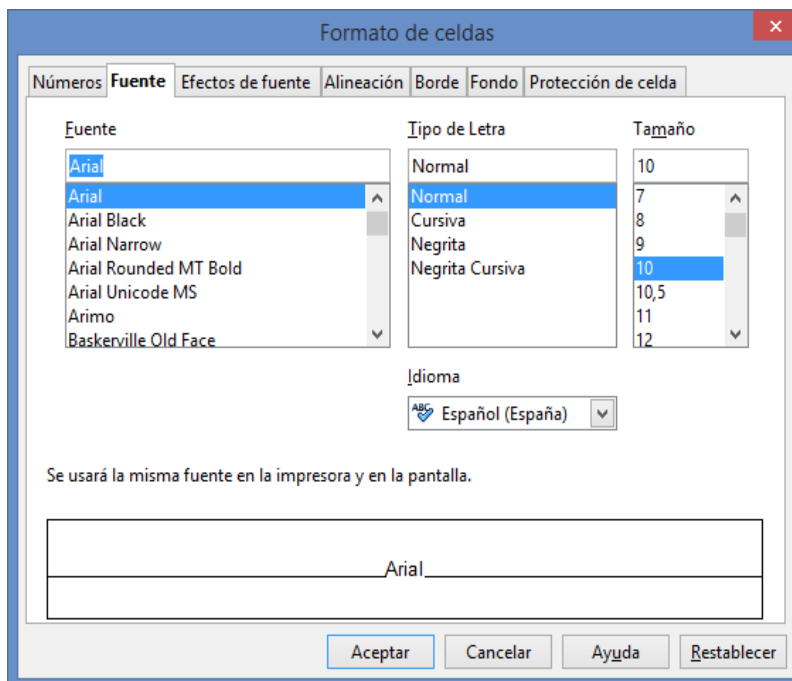 Formato de celdas
Números Fuente Efectos de fuente Alineación Borde Fondo Protección de celda
Fuente Tipo de Letra Tamaño
Arial Normal 10
Arial Normal 7
Arial Black Cursiva 8
Arial Narrow Negrita 9
Arial Rounded MT Bold Negrita Cursiva 10
Arial Unicode MS 10,5
Arimo 11
Baskerville Old Face 12
Idioma
ABC Español (España)
Se usará la misma fuente en la impresora y en la pantalla.
Arial
Aceptar Cancelar Ayuda Restablecer